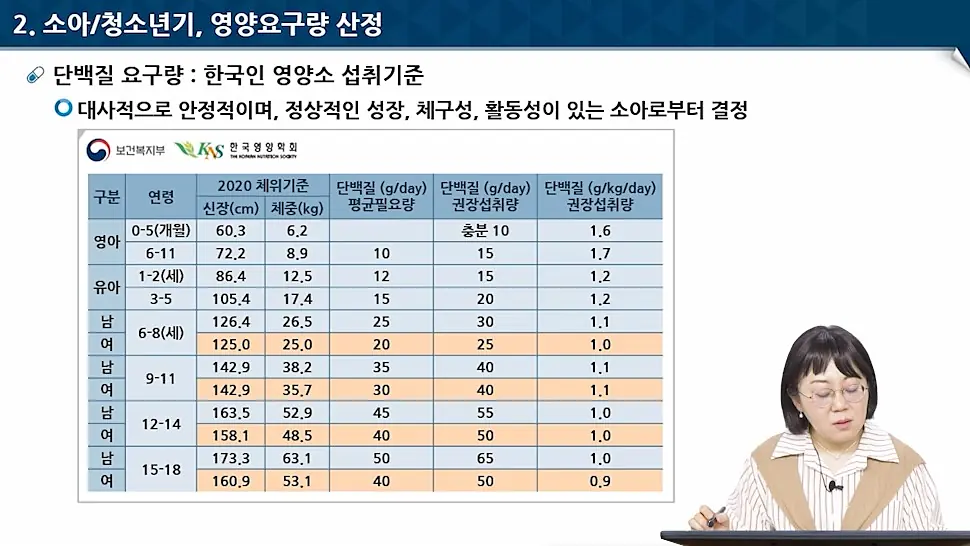 2. 소아/청소년기, 영양요구량 산정
단백질 요구량 : 한국인 영양소 섭취기준
대사적으로 안정적이며, 정상적인 성장, 체구성, 활동성이 있는 소아로부터 결정
보건복지부 KNS 한국영양학회
THE KOREAN NUTRITION SOCIETY
구분 연령 2020 체위기준 단백질 (g/day) 평균필요량 단백질 (g/day) 권장섭취량 단백질 (g/kg/day) 권장섭취량
신장(cm) 체중(kg)
영아 0-5(개월) 60.3 6.2 충분 10 1.6
6-11 72.2 8.9 10 15 1.7
유아 1-2(세) 86.4 12.5 12 15 1.2
3-5 105.4 17.4 15 20 1.2
남 6-8(세) 126.4 26.5 25 30 1.1
여 125.0 25.0 20 25 1.0
남 9-11 142.9 38.2 35 40 1.1
여 142.9 35.7 30 40 1.1
남 12-14 163.5 52.9 45 55 1.0
여 158.1 48.5 40 50 1.0
남 15-18 173.3 63.1 50 65 1.0
여 160.9 53.1 40 50 0.9